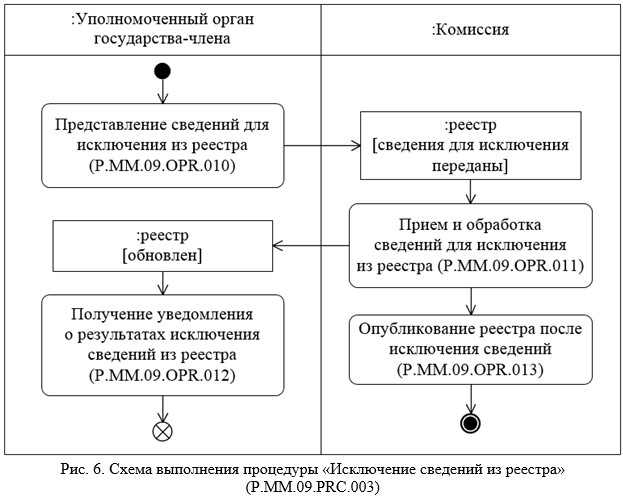 :Уполномоченный орган
государства-члена
:Комиссия
Представление сведений для
исключения из реестра
(P.MM.09.OPR.010)
:реестр
[сведения для исключения
переданы]
Прием и обработка
сведений для исключения
из реестра (P.MM.09.OPR.011)
:реестр
[обновлен]
Получение уведомления
о результатах исключения
сведений из реестра
(P.MM.09.OPR.012)
Опубликование реестра после
исключения сведений
(P.MM.09.OPR.013)
Рис. 6. Схема выполнения процедуры «Исключение сведений из реестра»
(P.MM.09.PRC.003)